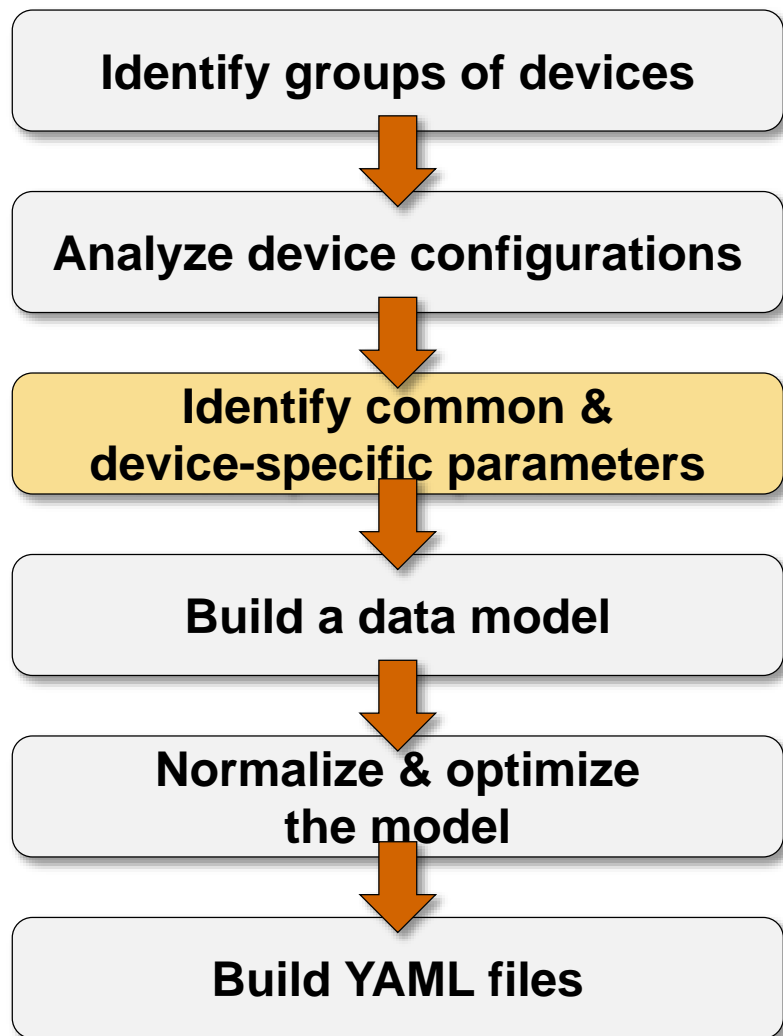 Identify groups of devices
Analyze device configurations
Identify common &
device-specific parameters
Build a data model
Normalize & optimize
the model
Build YAML files